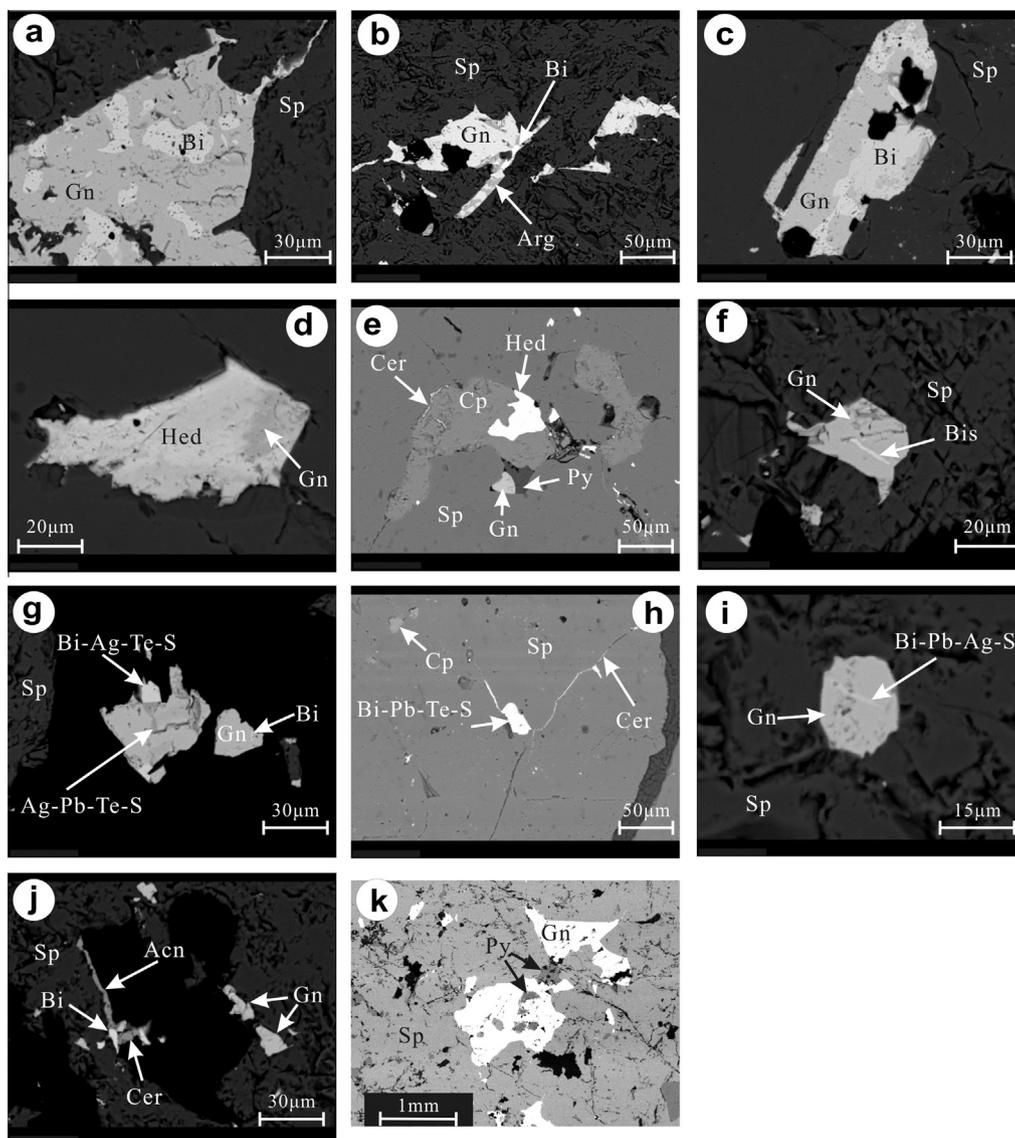 a
Bi
Sp
Gn
30μm
b
Sp
Bi
Gn
Arg
50μm
c
Sp
Bi
Gn
30μm
d
Hed
Gn
20μm
e
Hed
Cer
Cp
Py
Sp
Gn
50μm
f
Gn
Sp
Bis
20μm
g
Bi-Ag-Te-S
Sp
Bi
Gn
Ag-Pb-Te-S
30μm
h
Sp
Cp
Bi-Pb-Te-S
Cer
50μm
i
Bi-Pb-Ag-S
Gn
Sp
15μm
j
Sp
Acn
Bi
Gn
Cer
30μm
k
Gn
Py
Sp
1mm